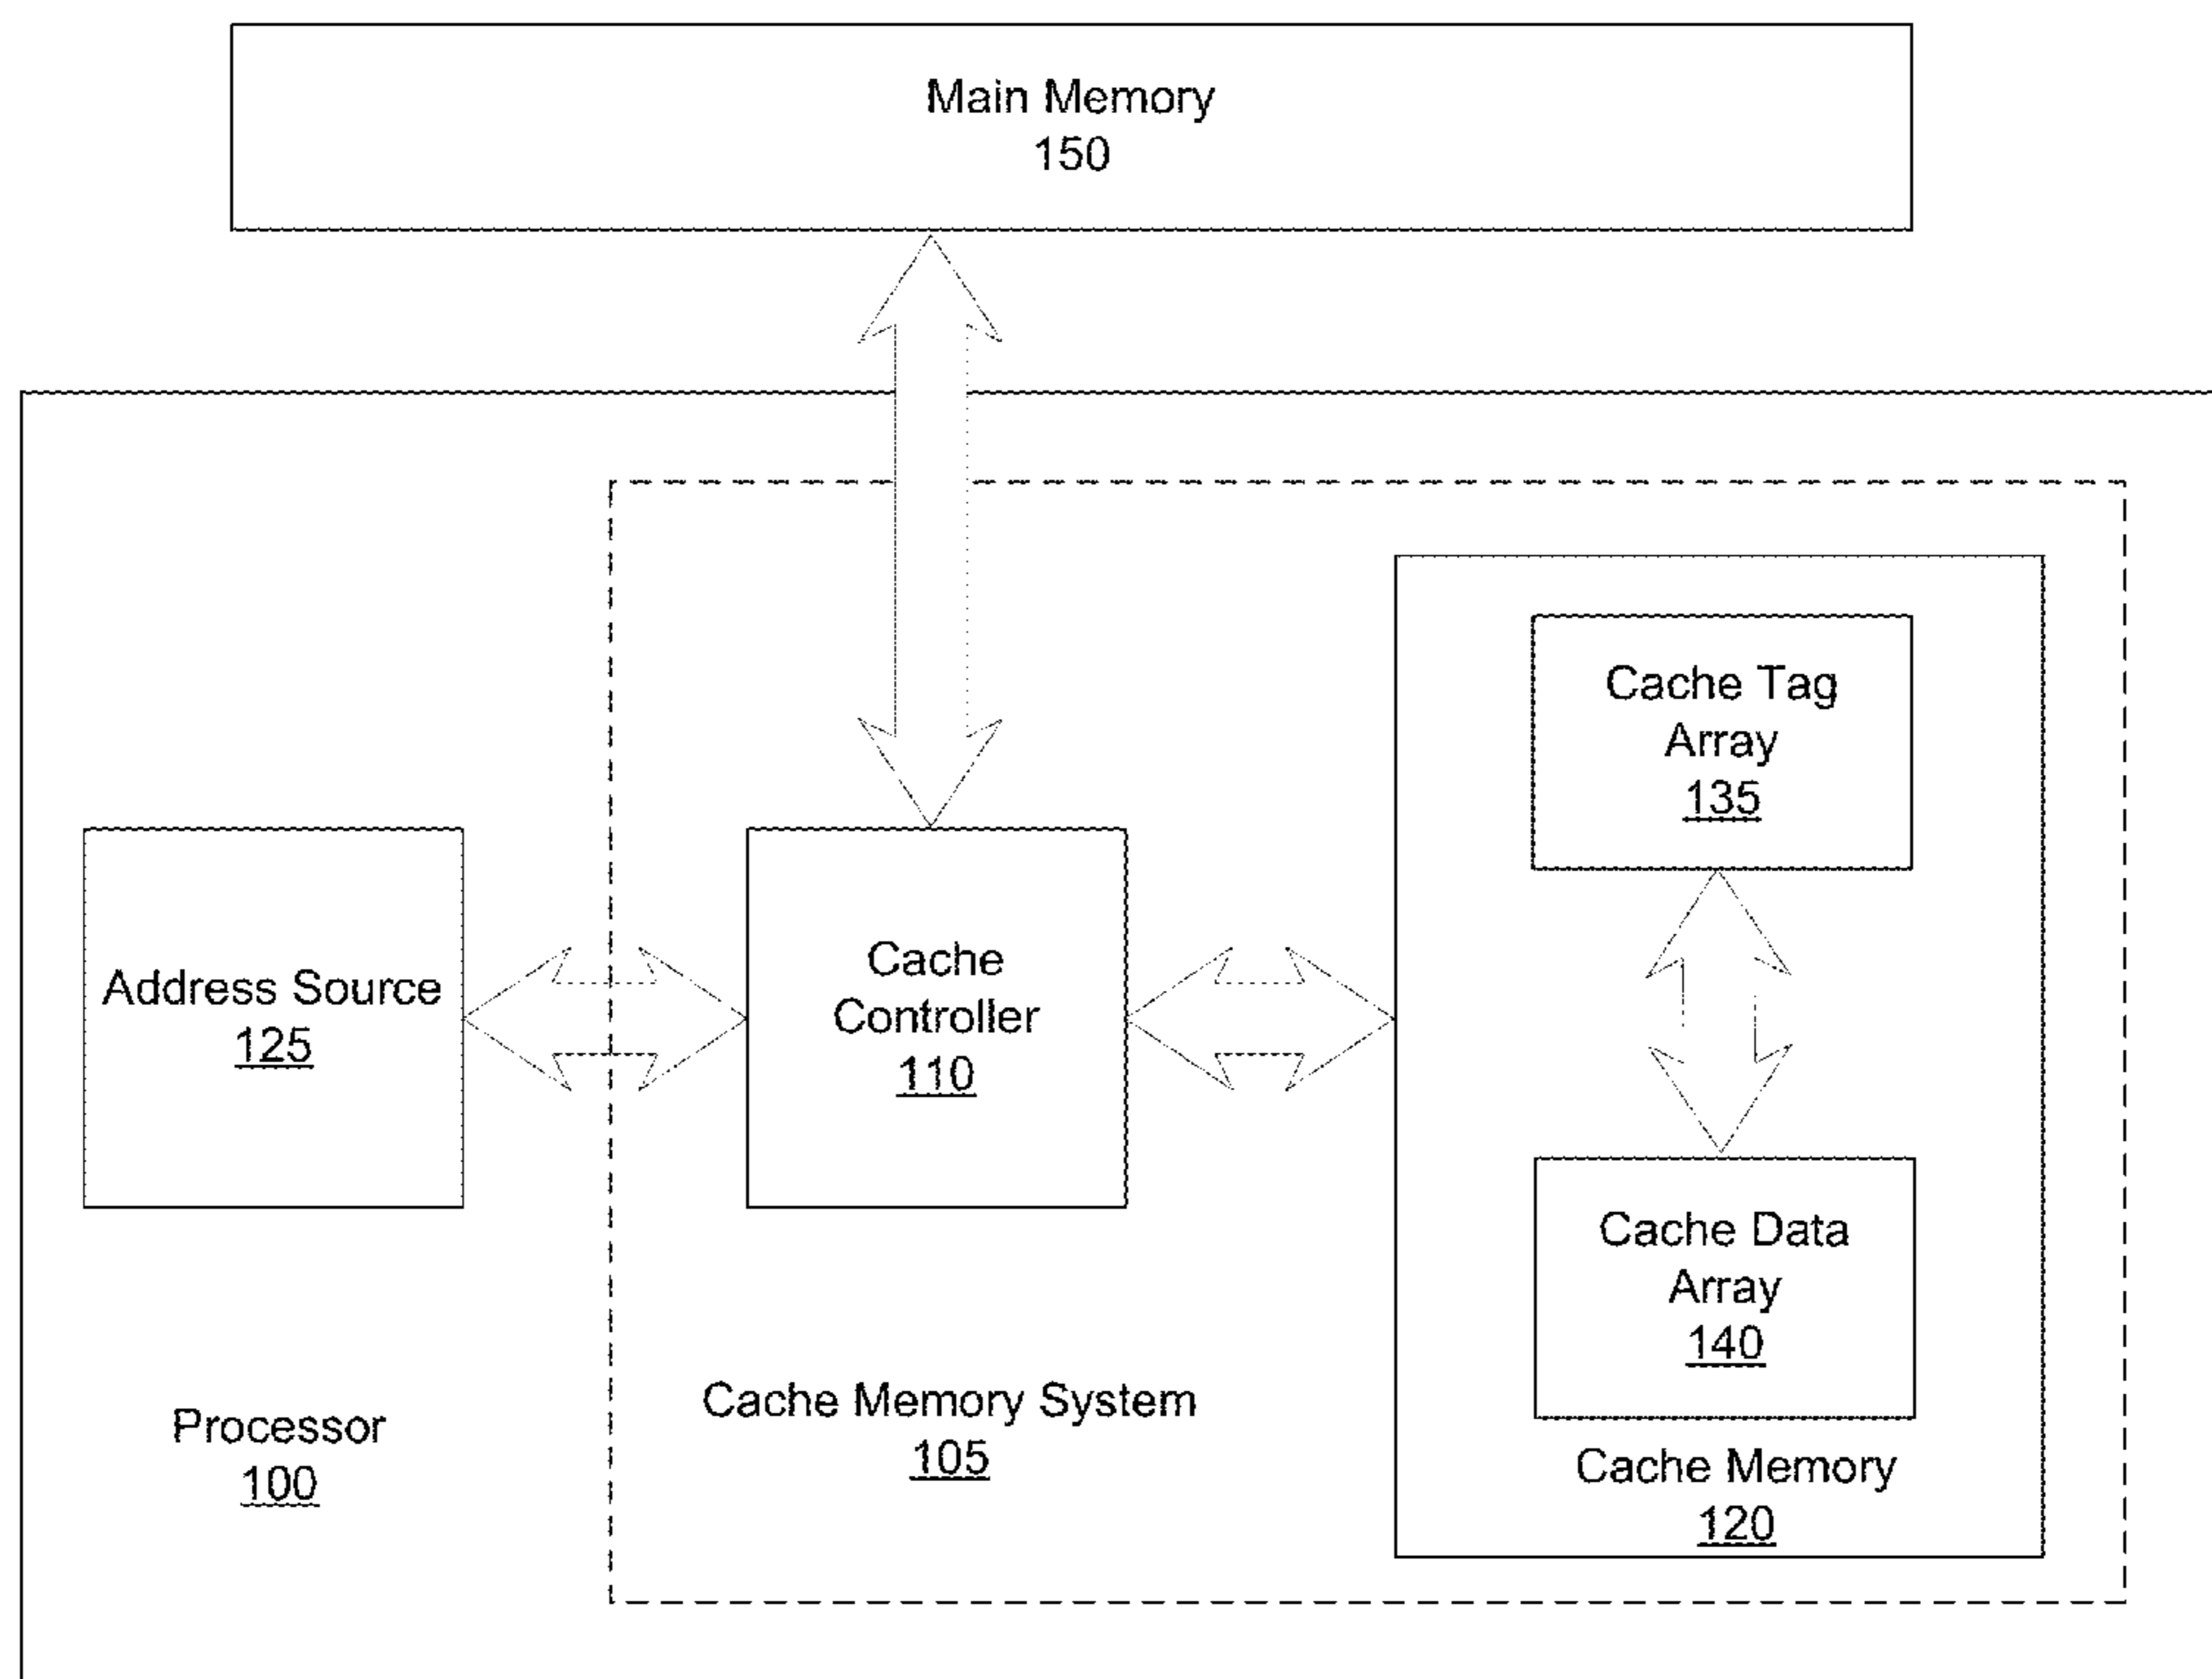 Main Memory
150
Cache Tag
Array
135
Address Source
125
Cache
Controller
110
Cache Data
Array
140
Processor
100
Cache Memory System
105
Cache Memory
120